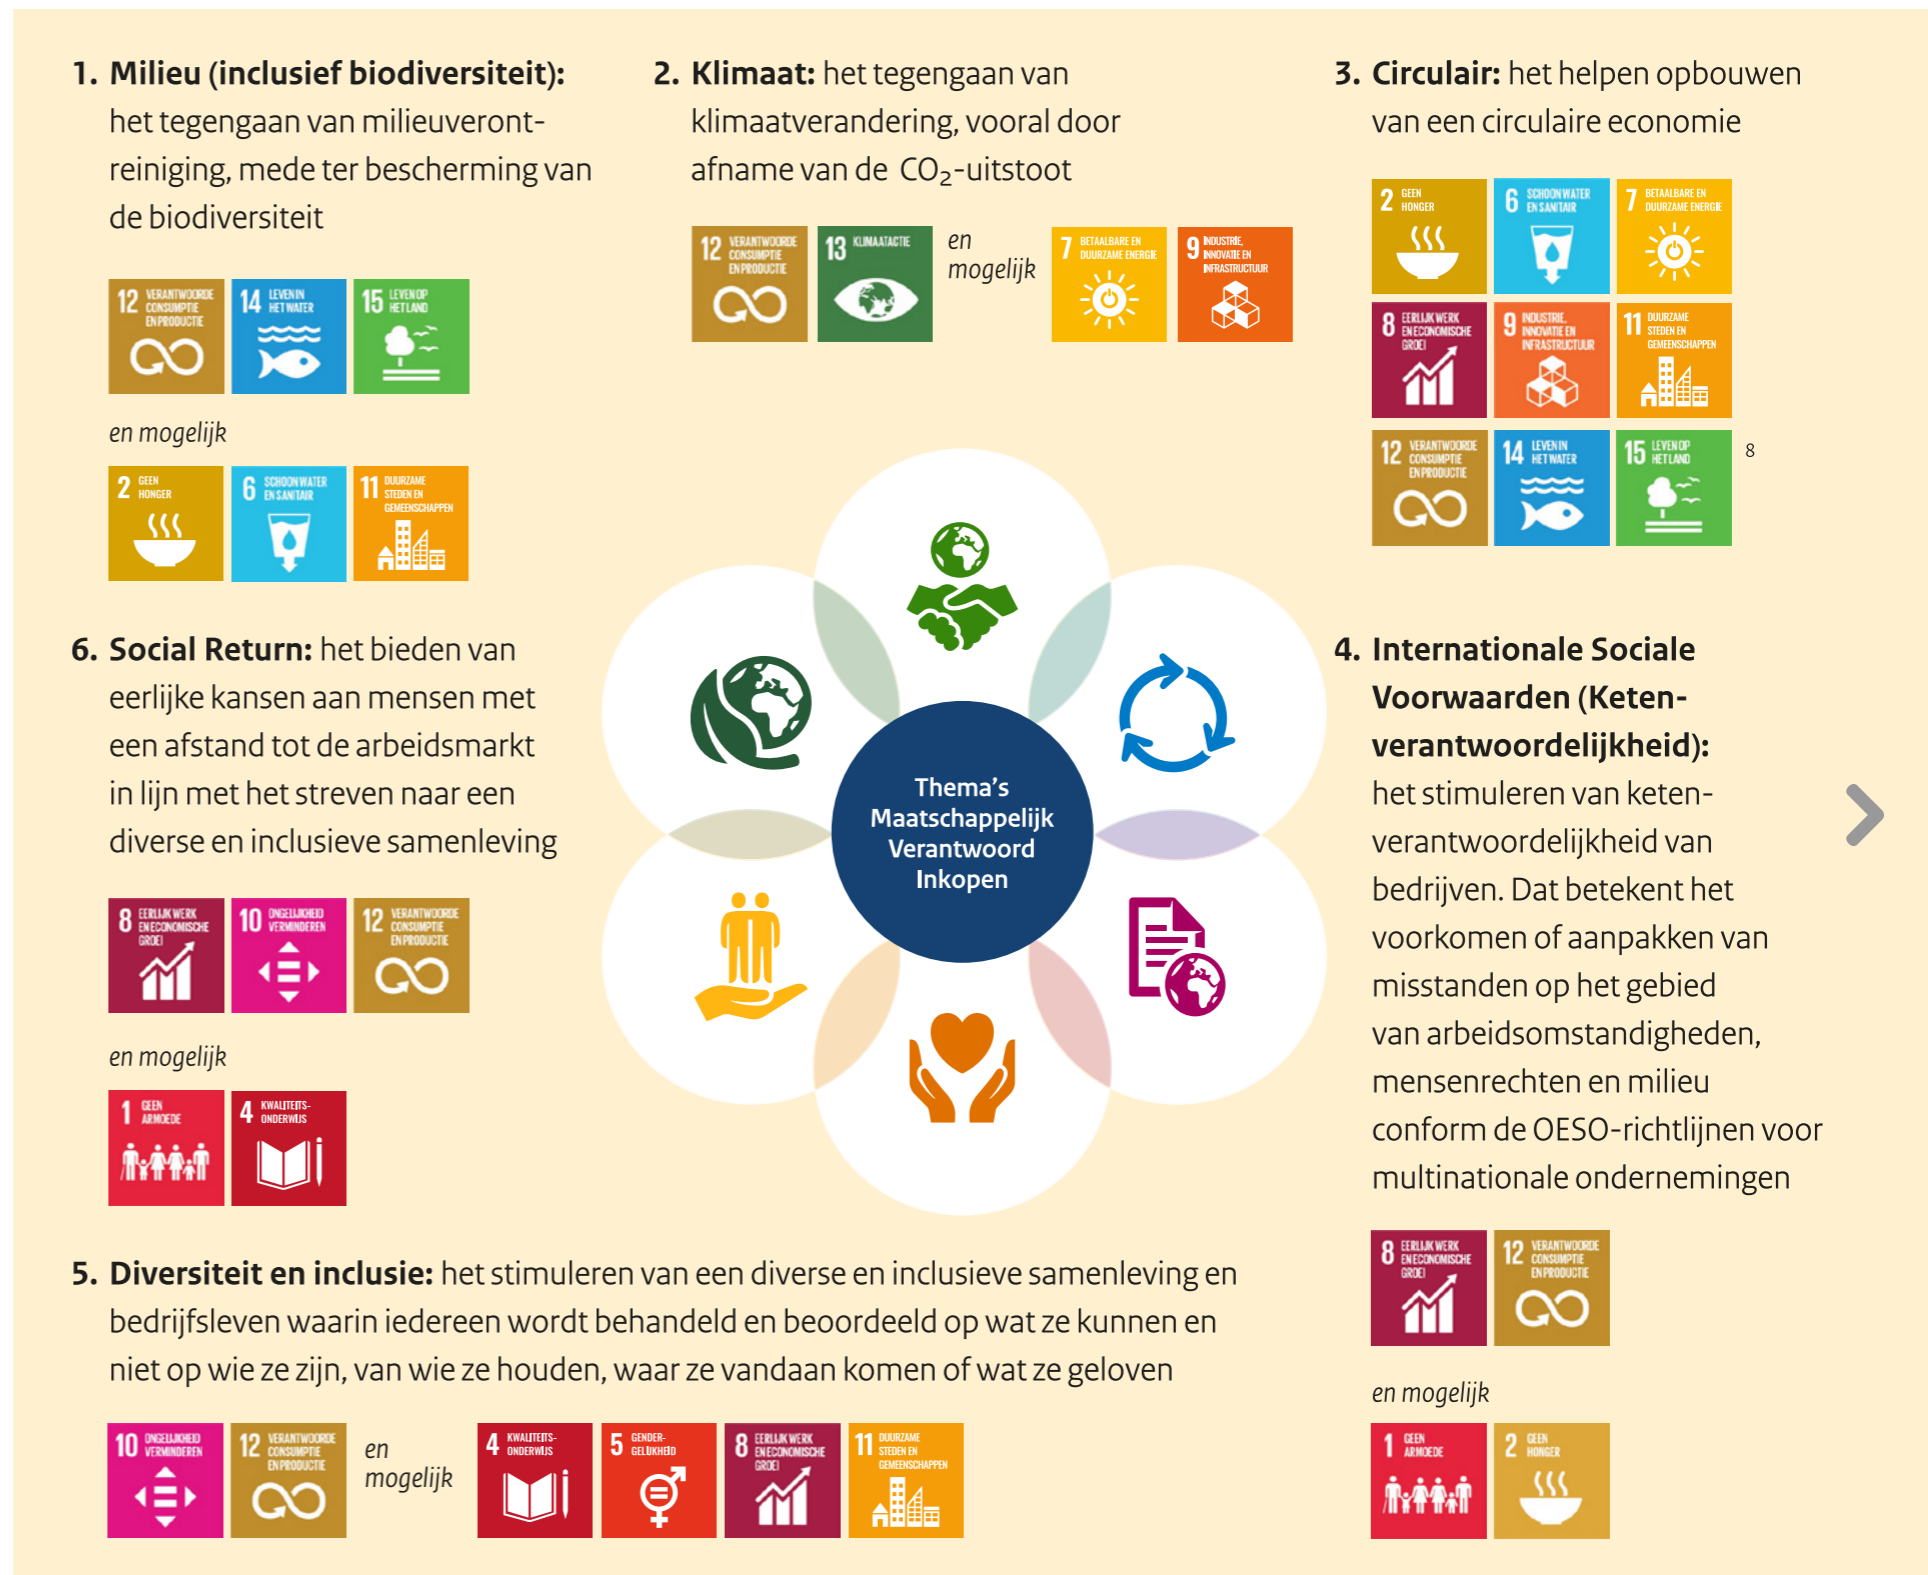 1. Milieu (inclusief biodiversiteit):
het tegengaan van milieuveront-
reiniging, mede ter bescherming van
de biodiversiteit
12 VERANTWOORDE
CONSUMPTIE
EN PRODUCTIE
14 LEVEN IN
HET WATER
15 LEVEN OP
HET LAND
en mogelijk
2 GEEN
HONGER
6 SCHOON WATER
EN SANITAIR
11 DUURZAME
STEDEN EN
GEMEENSCHAPPEN
2. Klimaat: het tegengaan van
klimaatverandering, vooral door
afname van de CO₂-uitstoot
12 VERANTWOORDE
CONSUMPTIE
EN PRODUCTIE
13 KLIMAATACTIE
en
mogelijk
7 BETAALBARE EN
DUURZAME ENERGIE
9 INDUSTRIE,
INNOVATIE EN
INFRASTRUCTUUR
3. Circulair: het helpen opbouwen
van een circulaire economie
2 GEEN
HONGER
6 SCHOON WATER
EN SANITAIR
7 BETAALBARE EN
DUURZAME ENERGIE
8 EERLIJK WERK
EN ECONOMISCHE
GROEI
9 INDUSTRIE,
INNOVATIE EN
INFRASTRUCTUUR
11 DUURZAME
STEDEN EN
GEMEENSCHAPPEN
12 VERANTWOORDE
CONSUMPTIE
EN PRODUCTIE
14 LEVEN IN
HET WATER
15 LEVEN OP
HET LAND
8
Thema's
Maatschappelijk
Verantwoord
Inkopen
4. Internationale Sociale
Voorwaarden (Keten-
verantwoordelijkheid):
het stimuleren van keten-
verantwoordelijkheid van
bedrijven. Dat betekent het
voorkomen of aanpakken van
misstanden op het gebied
van arbeidsomstandigheden,
mensenrechten en milieu
conform de OESO-richtlijnen voor
multinationale ondernemingen
8 EERLIJK WERK
EN ECONOMISCHE
GROEI
12 VERANTWOORDE
CONSUMPTIE
EN PRODUCTIE
en mogelijk
1 GEEN
ARMOEDE
2 GEEN
HONGER
5. Diversiteit en inclusie: het stimuleren van een diverse en inclusieve samenleving en
bedrijfsleven waarin iedereen wordt behandeld en beoordeeld op wat ze kunnen en
niet op wie ze zijn, van wie ze houden, waar ze vandaan komen of wat ze geloven
10 ONGELIJKHEID
VERMINDEREN
12 VERANTWOORDE
CONSUMPTIE
EN PRODUCTIE
en
mogelijk
4 KWALITEITS-
ONDERWIJS
5 GENDER-
GELIJKHEID
8 EERLIJK WERK
EN ECONOMISCHE
GROEI
11 DUURZAME
STEDEN EN
GEMEENSCHAPPEN
6. Social Return: het bieden van
eerlijke kansen aan mensen met
een afstand tot de arbeidsmarkt
in lijn met het streven naar een
diverse en inclusieve samenleving
8 EERLIJK WERK
EN ECONOMISCHE
GROEI
10 ONGELIJKHEID
VERMINDEREN
12 VERANTWOORDE
CONSUMPTIE
EN PRODUCTIE
en mogelijk
1 GEEN
ARMOEDE
4 KWALITEITS-
ONDERWIJS